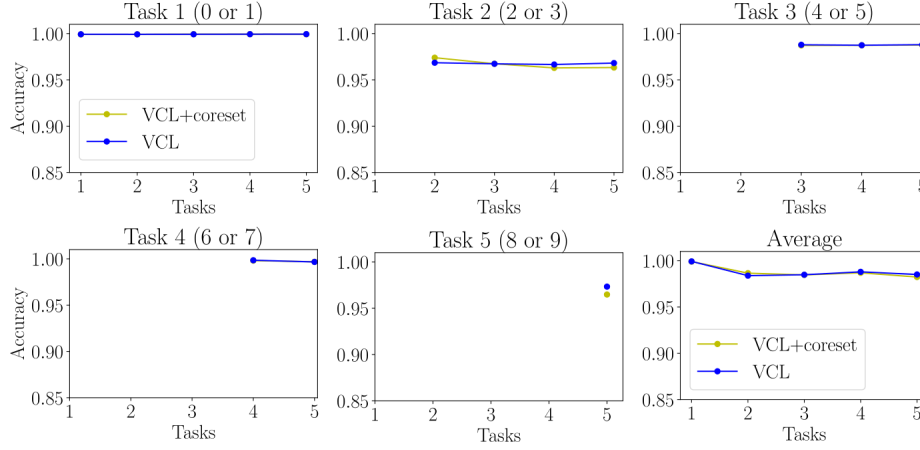 Task 1 (0 or 1)
Task 2 (2 or 3)
Task 3 (4 or 5)
1.00
0.95
0.90
0.85
Accuracy
VCL+coreset
VCL
1 2 3 4 5
Tasks
1.00
0.95
0.90
0.85
1 2 3 4 5
Tasks
1.00
0.95
0.90
0.85
1 2 3 4 5
Tasks
Task 4 (6 or 7)
Task 5 (8 or 9)
Average
1.00
0.95
0.90
0.85
Accuracy
1 2 3 4 5
Tasks
1.00
0.95
0.90
0.85
1 2 3 4 5
Tasks
1.00
0.95
0.90
0.85
VCL+coreset
VCL
1 2 3 4 5
Tasks